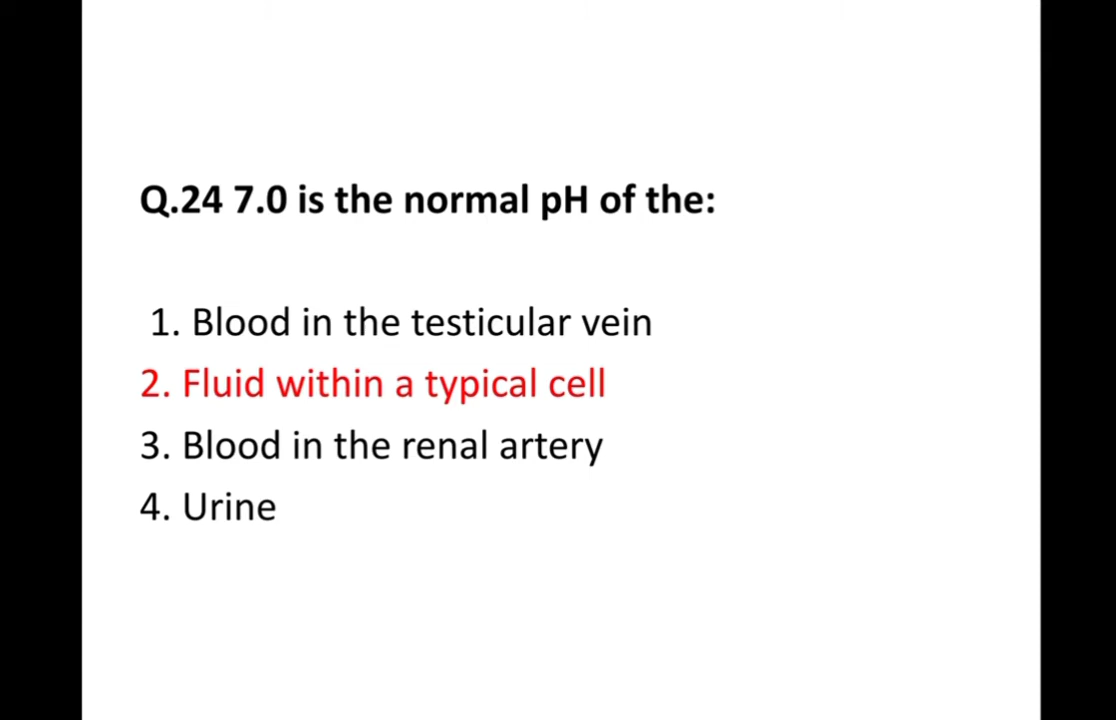 Q.24 7.0 is the normal pH of the:
1. Blood in the testicular vein
2. Fluid within a typical cell
3. Blood in the renal artery
4. Urine